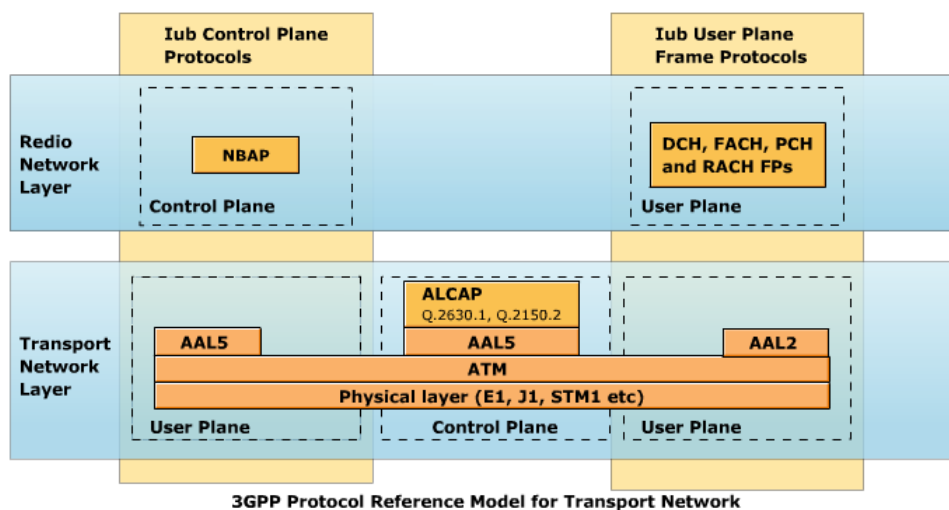 Iub Control Plane
Protocols
Iub User Plane
Frame Protocols
Redio
Network
Layer
NBAP
Control Plane
DCH, FACH, PCH
and RACH FPs
User Plane
Transport
Network
Layer
ALCAP
Q.2630.1, Q.2150.2
AAL5
AAL5
AAL2
ATM
Physical layer (E1, J1, STM1 etc)
User Plane
Control Plane
User Plane
3GPP Protocol Reference Model for Transport Network